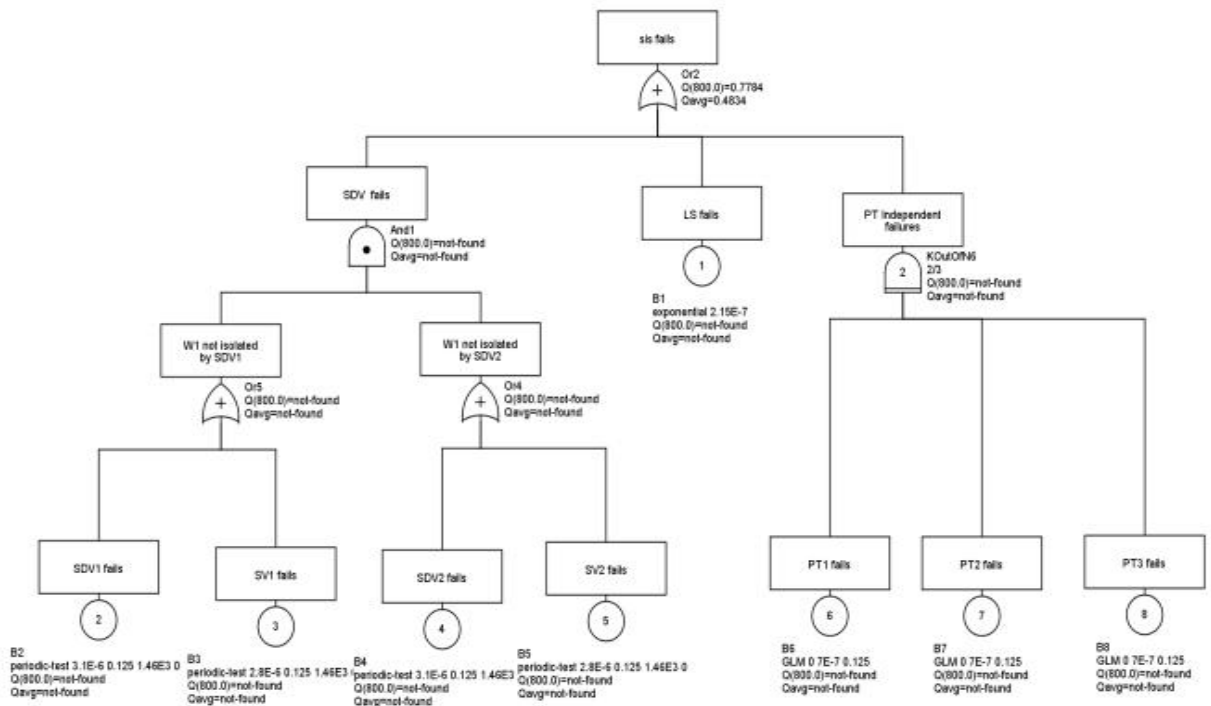 sis fails
Or2
Q(800.0)=0.7784
Qavg=0.4834
SDV fails
And1
Q(800.0)=not-found
Qavg=not-found
LS fails
1
B1
exponential 2.15E-7
Q(800.0)=not-found
Qavg=not-found
PT Independent
failures
KOutOfN6
2
2/3
Q(800.0)=not-found
Qavg=not-found
W1 not isolated
by SDV1
Or5
Q(800.0)=not-found
Qavg=not-found
W1 not isolated
by SDV2
Or4
Q(800.0)=not-found
Qavg=not-found
SDV1 fails
2
B2
periodic-test 3.1E-6 0.125 1.46E3 0
Q(800.0)=not-found
Qavg=not-found
SV1 fails
3
B3
periodic-test 2.8E-6 0.125 1.46E3
Q(800.0)=not-found
Qavg=not-found
SDV2 fails
4
B4
periodic-test 3.1E-6 0.125 1.46E3
Q(800.0)=not-found
Qavg=not-found
SV2 fails
5
B5
periodic-test 2.8E-6 0.125 1.46E3 0
Q(800.0)=not-found
Qavg=not-found
PT1 fails
6
B6
GLM 0 7E-7 0.125
Q(800.0)=not-found
Qavg=not-found
PT2 fails
7
B7
GLM 0 7E-7 0.125
Q(800.0)=not-found
Qavg=not-found
PT3 fails
8
B8
GLM 0 7E-7 0.125
Q(800.0)=not-found
Qavg=not-found